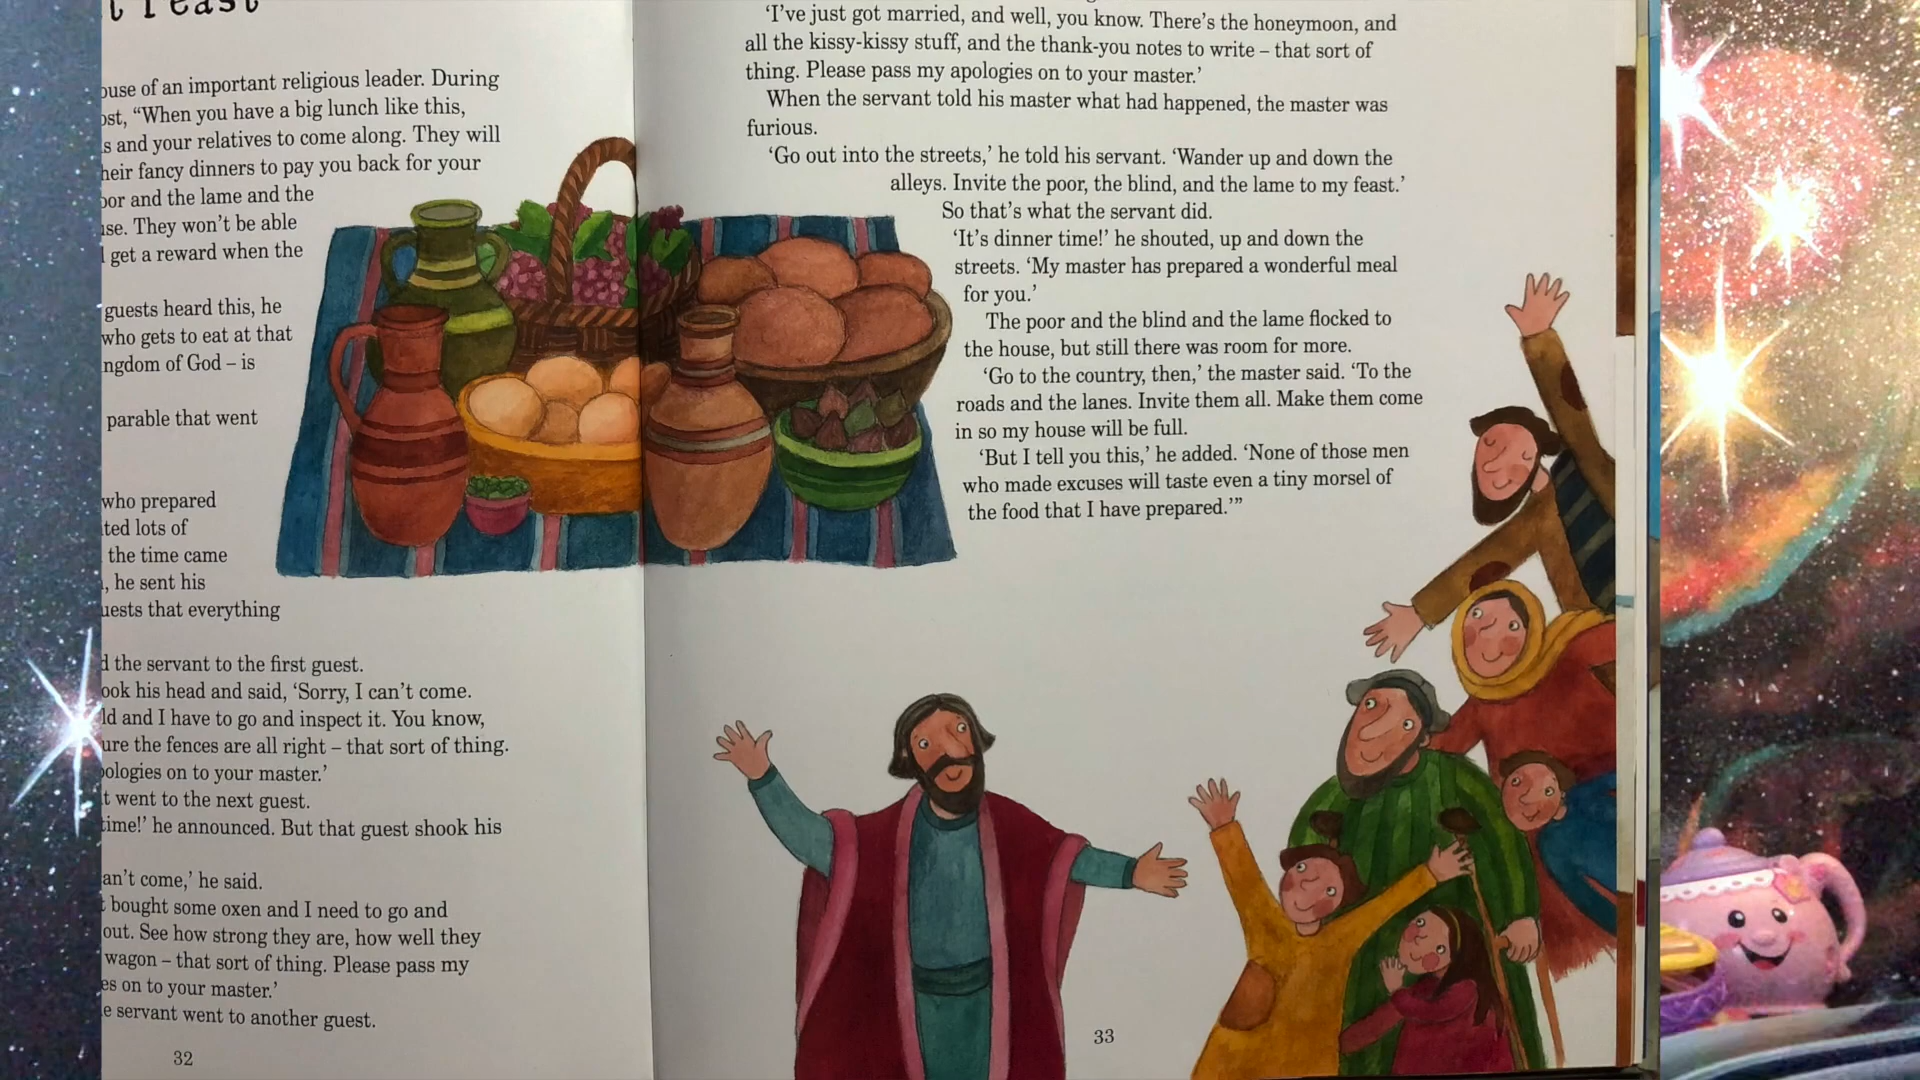 t Feast
ouse of an important religious leader. During
ost, “When you have a big lunch like this,
s and your relatives to come along. They will
heir fancy dinners to pay you back for your
oor and the lame and the
use. They won’t be able
l get a reward when the
guests heard this, he
who gets to eat at that
ngdom of God – is
parable that went
who prepared
ted lots of
the time came
, he sent his
uests that everything
d the servant to the first guest.
ook his head and said, ‘Sorry, I can’t come.
ld and I have to go and inspect it. You know,
ure the fences are all right – that sort of thing.
ologies on to your master.’
t went to the next guest.
time!’ he announced. But that guest shook his
an’t come,’ he said.
t bought some oxen and I need to go and
out. See how strong they are, how well they
wagon – that sort of thing. Please pass my
es on to your master.’
e servant went to another guest.
32
‘I’ve just got married, and well, you know. There’s the honeymoon, and
all the kissy-kissy stuff, and the thank-you notes to write – that sort of
thing. Please pass my apologies on to your master.’
When the servant told his master what had happened, the master was
furious.
‘Go out into the streets,’ he told his servant. ‘Wander up and down the
alleys. Invite the poor, the blind, and the lame to my feast.’
So that’s what the servant did.
‘It’s dinner time!’ he shouted, up and down the
streets. ‘My master has prepared a wonderful meal
for you.’
The poor and the blind and the lame flocked to
the house, but still there was room for more.
‘Go to the country, then,’ the master said. ‘To the
roads and the lanes. Invite them all. Make them come
in so my house will be full.
‘But I tell you this,’ he added. ‘None of those men
who made excuses will taste even a tiny morsel of
the food that I have prepared.’”
33